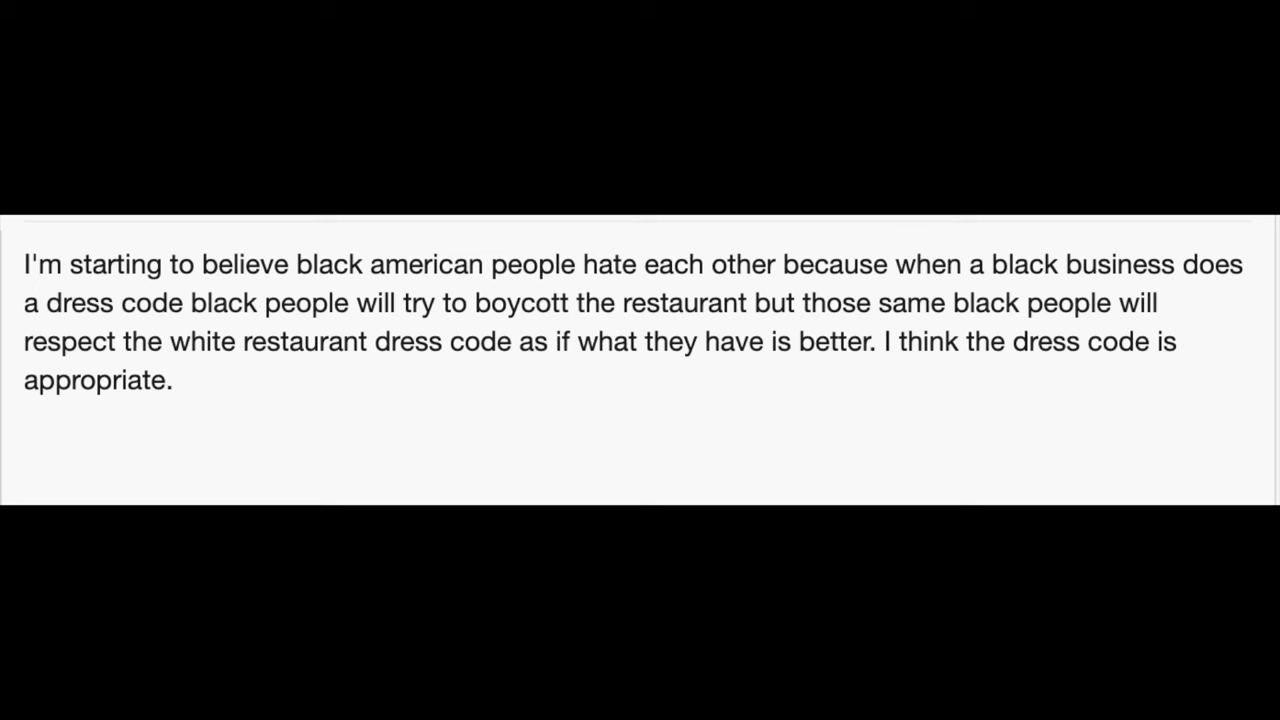 I'm starting to believe black american people hate each other because when a black business does
a dress code black people will try to boycott the restaurant but those same black people will
respect the white restaurant dress code as if what they have is better. I think the dress code is
appropriate.